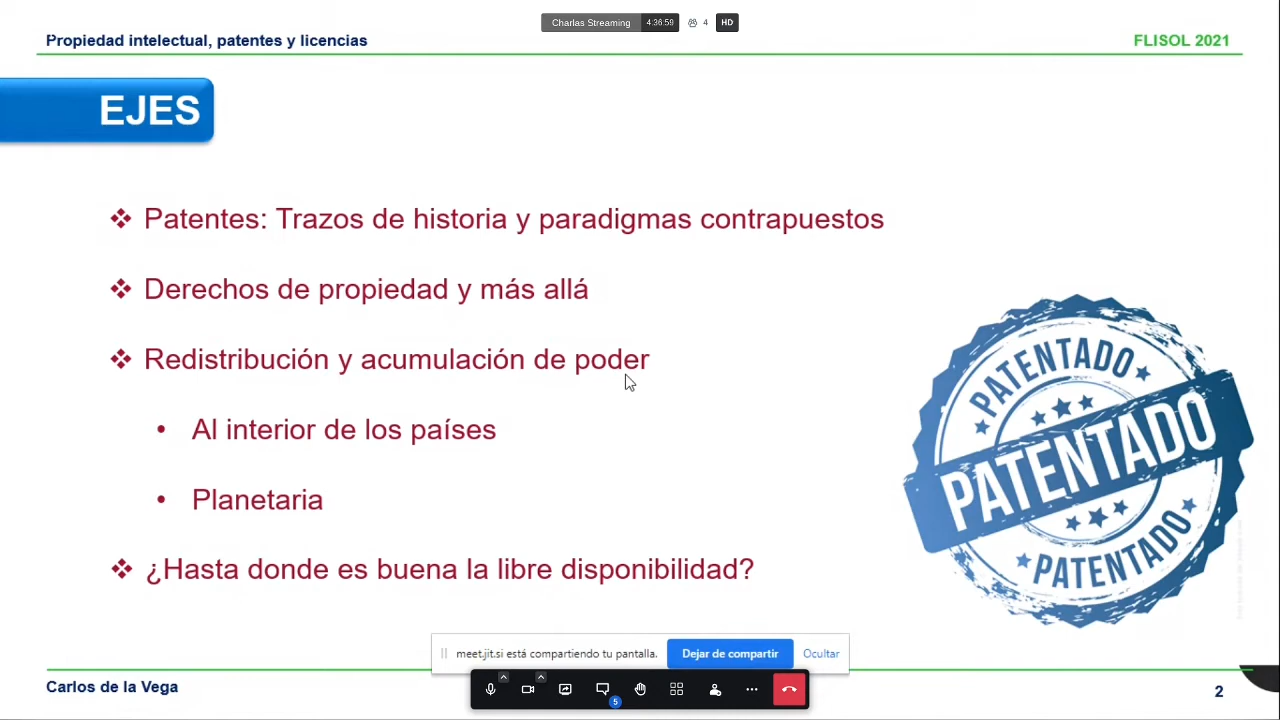 Charlas Streaming 4:36:59 4 HD
Propiedad intelectual, patentes y licencias
FLISOL 2021
EJES
Patentes: Trazos de historia y paradigmas contrapuestos
Derechos de propiedad y más allá
Redistribución y acumulación de poder
Al interior de los países
Planetaria
¿Hasta donde es buena la libre disponibilidad?
PATENTADO
PATENTADO
PATENTADO
meet.jit.si está compartiendo tu pantalla. Dejar de compartir Ocultar
5
Carlos de la Vega
2